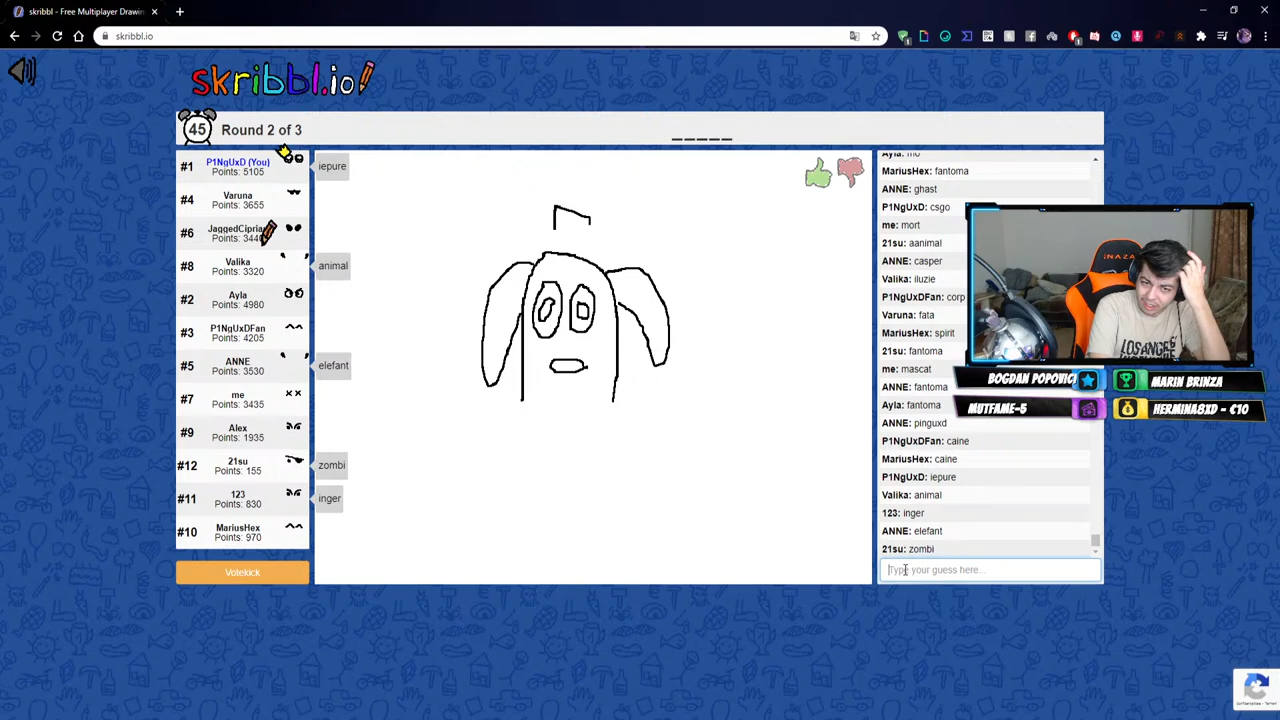 skribbl - Free Multiplayer Drawin
skribbl.io
skribbl.io
45
Round 2 of 3
_ _ _ _ _
#1
P1NgUxD (You)
Points: 5105
iepure
#4
Varuna
Points: 3655
#6
#8
Valika
Points: 3320
animal
#2
Ayla
Points: 4980
#3
P1NgUxDFan
Points: 4205
#5
ANNE
Points: 3530
elefant
#7
me
Points: 3435
#9
Alex
Points: 1935
#12
21su
Points: 155
zombi
#11
123
Points: 830
inger
#10
MariusHex
Points: 970
Votekick
Ayla: mo
MariusHex: fantoma
ANNE: ghast
P1NgUxD: csgo
me: mort
21su: aanimal
ANNE: casper
Valika: iluzie
P1NgUxDFan: corp
Varuna: fata
MariusHex: spirit
21su: fantoma
me: mascat
ANNE: fantoma
Ayla: fantoma
ANNE: pinguxd
P1NgUxDFan: caine
MariusHex: caine
P1NgUxD: iepure
Valika: animal
123: inger
ANNE: elefant
21su: zombi
Type your guess here...
INAZA
LOS ANGELES
BOGDAN POPOVICI
MARIN BRINZA
MUTFAME-5
HERMINA8XD - €10